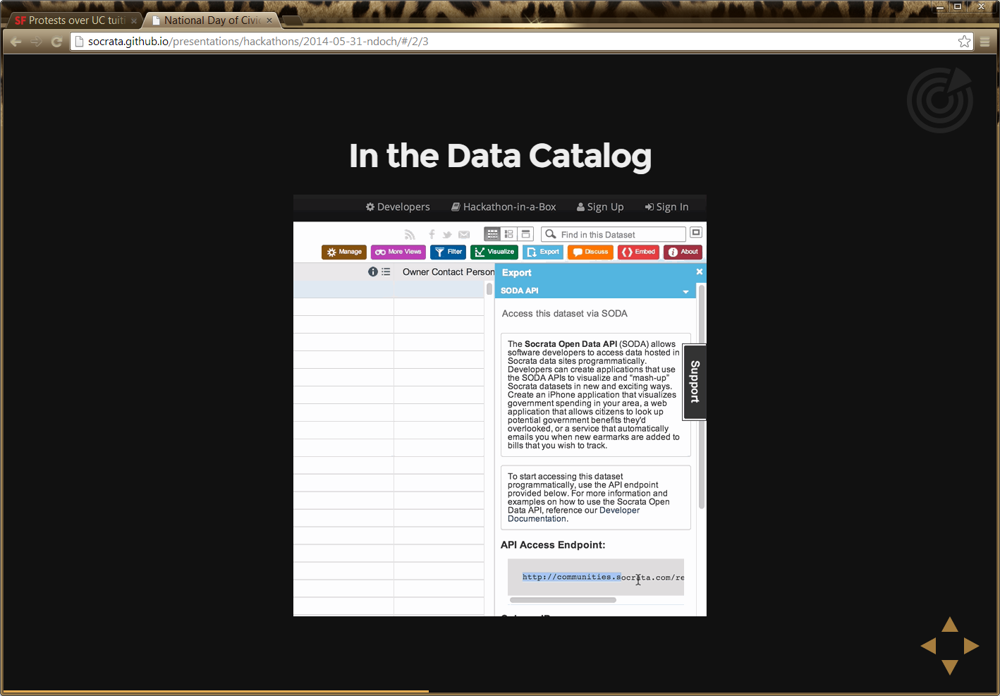 SF Protests over UC tuiti
National Day of Civic
socrata.github.io/presentations/hackathons/2014-05-31-ndoch/#/2/3
In the Data Catalog
Developers Hackathon-in-a-Box Sign Up Sign In
Find in this Dataset
Manage More Views Filter Visualize Export Discuss Embed About
Owner Contact Person
Export
SODA API
Access this dataset via SODA
The Socrata Open Data API (SODA) allows
software developers to access data hosted in
Socrata data sites programmatically.
Developers can create applications that use
the SODA APIs to visualize and “mash-up”
Socrata datasets in new and exciting ways.
Create an iPhone application that visualizes
government spending in your area, a web
application that allows citizens to look up
potential government benefits they'd
overlooked, or a service that automatically
emails you when new earmarks are added to
bills that you wish to track.
Support
To start accessing this dataset
programmatically, use the API endpoint
provided below. For more information and
examples on how to use the Socrata Open
Data API, reference our Developer
Documentation.
API Access Endpoint:
http://communities.socrata.com/re